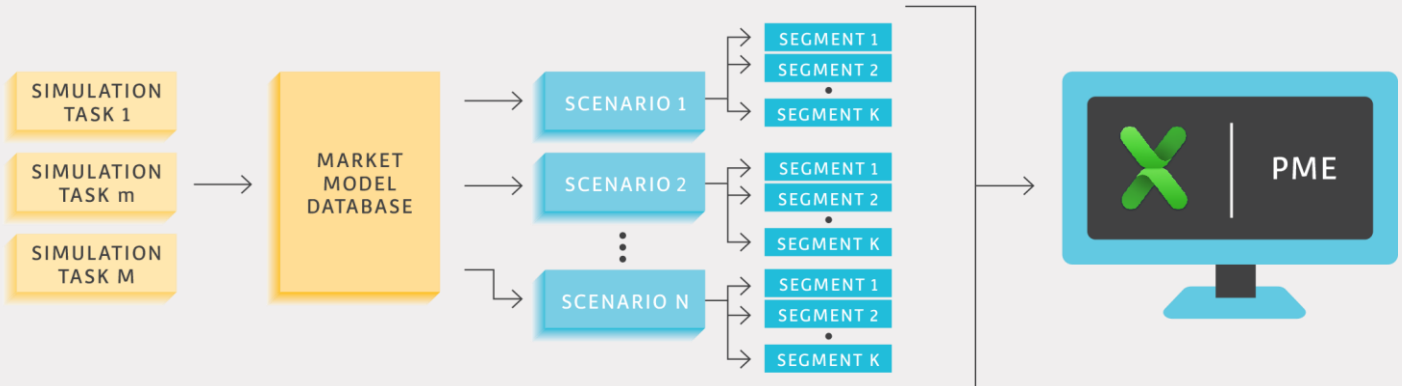 SIMULATION
TASK 1
SIMULATION
TASK m
SIMULATION
TASK M
MARKET
MODEL
DATABASE
SCENARIO 1
SCENARIO 2
SCENARIO N
SEGMENT 1
SEGMENT 2
SEGMENT K
SEGMENT 1
SEGMENT 2
SEGMENT K
SEGMENT 1
SEGMENT 2
SEGMENT K
PME